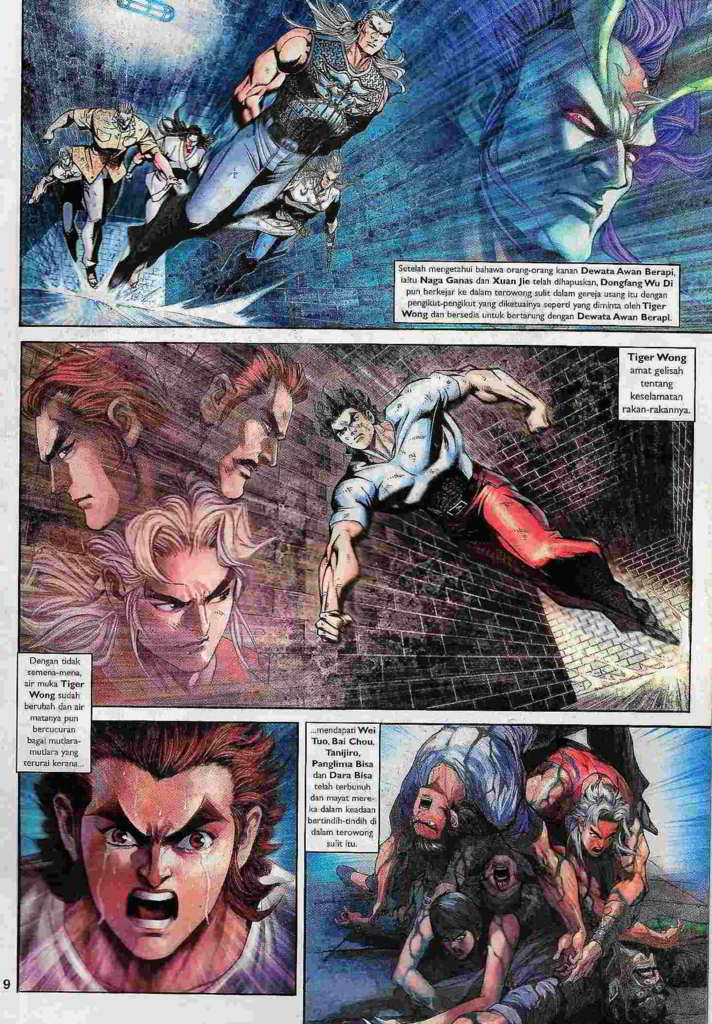 Setelah mengetahui bahawa orang-orang kanan Dewata Awan Berapi,
iaitu Naga Ganas dan Xuan Jie telah dihapuskan, Dongfang Wu Di
pun berkejar ke dalam terowong sulit dalam gereja usang itu dengan
pengikut-pengikut yang diketuainya seperti yang diminta oleh Tiger
Wong dan bersedia untuk bertarung dengan Dewata Awan Berapi.
Tiger Wong
amat gelisah
tentang
keselamatan
rakan-rakannya.
Dengan tidak
semena-mena,
air muka Tiger
Wong sudah
berubah dan air
matanya pun
bercucuran
bagai mutiara-
mutiara yang
terurai kerana...
...mendapati Wei
Tuo, Bai Chou,
Tanijiro,
Panglima Bisa
dan Dara Bisa
telah terbunuh
dan mayat mere-
ka dalam keadaan
bertindih-tindih di
dalam terowong
sulit itu.
9